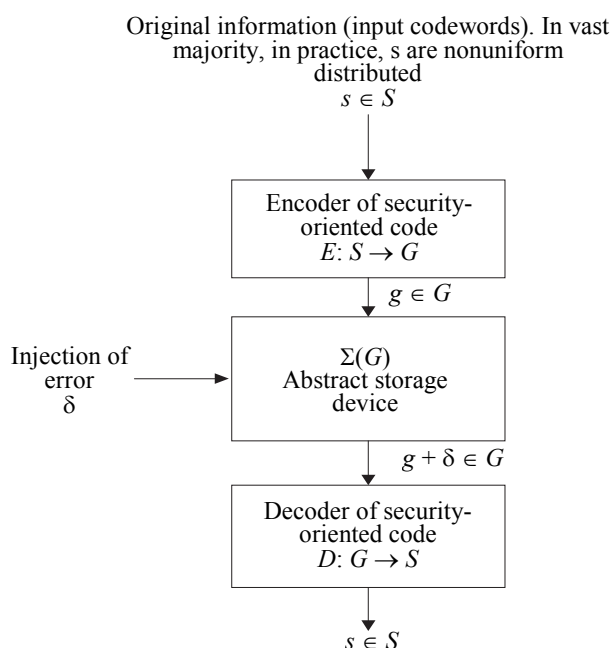 Original information (input codewords). In vast
majority, in practice, s are nonuniform
distributed
s ∈ S
Encoder of security-
oriented code
E: S → G
g ∈ G
Injection of
error
δ
Σ(G)
Abstract storage
device
g + δ ∈ G
Decoder of security-
oriented code
D: G → S
s ∈ S